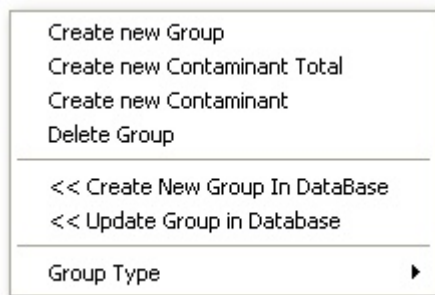 Create new Group
Create new Contaminant Total
Create new Contaminant
Delete Group
<< Create New Group In DataBase
<< Update Group in Database
Group Type